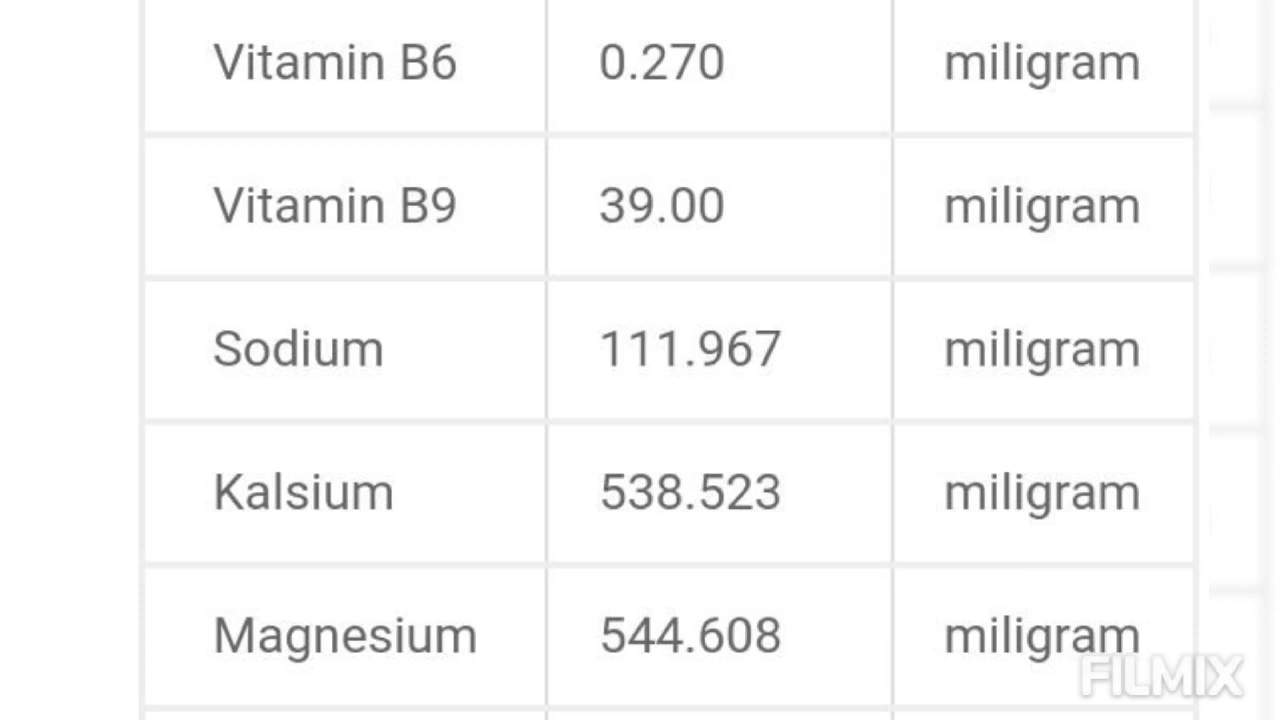 Vitamin B6 0.270 miligram
Vitamin B9 39.00 miligram
Sodium 111.967 miligram
Kalsium 538.523 miligram
Magnesium 544.608 miligram
FILMIX